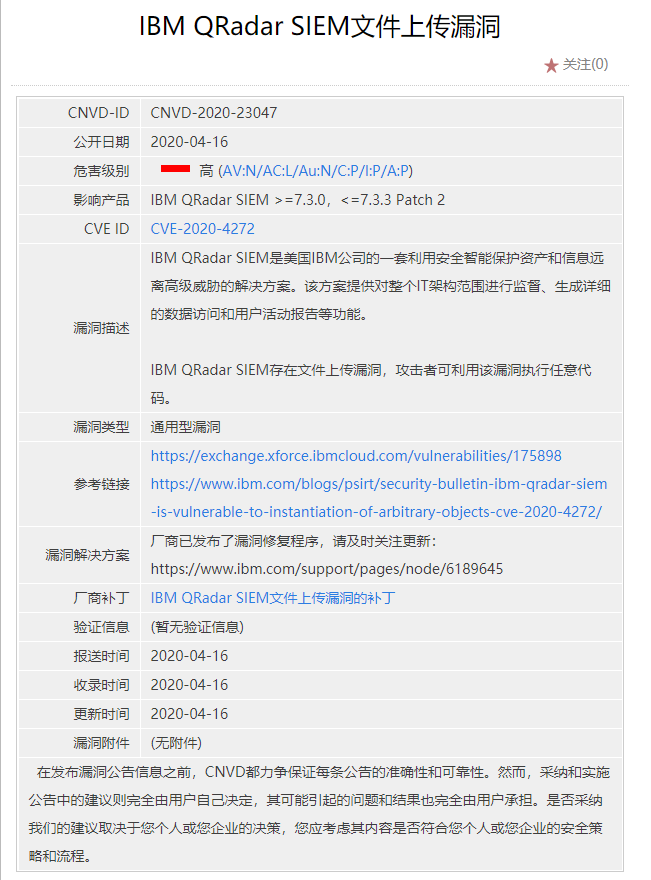 IBM QRadar SIEM文件上传漏洞
关注(0)
CNVD-ID CNVD-2020-23047
公开日期 2020-04-16
危害级别 高 (AV:N/AC:L/Au:N/C:P/I:P/A:P)
影响产品 IBM QRadar SIEM >=7.3.0，<=7.3.3 Patch 2
CVE ID CVE-2020-4272
漏洞描述
IBM QRadar SIEM是美国IBM公司的一套利用安全智能保护资产和信息远
离高级威胁的解决方案。该方案提供对整个IT架构范围进行监督、生成详细
的数据访问和用户活动报告等功能。
IBM QRadar SIEM存在文件上传漏洞，攻击者可利用该漏洞执行任意代
码。
漏洞类型 通用型漏洞
参考链接
https://exchange.xforce.ibmcloud.com/vulnerabilities/175898
https://www.ibm.com/blogs/psirt/security-bulletin-ibm-qradar-siem
-is-vulnerable-to-instantiation-of-arbitrary-objects-cve-2020-4272/
漏洞解决方案
厂商已发布了漏洞修复程序，请及时关注更新：
https://www.ibm.com/support/pages/node/6189645
厂商补丁 IBM QRadar SIEM文件上传漏洞的补丁
验证信息 (暂无验证信息)
报送时间 2020-04-16
收录时间 2020-04-16
更新时间 2020-04-16
漏洞附件 (无附件)
在发布漏洞公告信息之前，CNVD都力争保证每条公告的准确性和可靠性。然而，采纳和实施
公告中的建议则完全由用户自己决定，其可能引起的问题和结果也完全由用户承担。是否采纳
我们的建议取决于您个人或您企业的决策，您应考虑其内容是否符合您个人或您企业的安全策
略和流程。